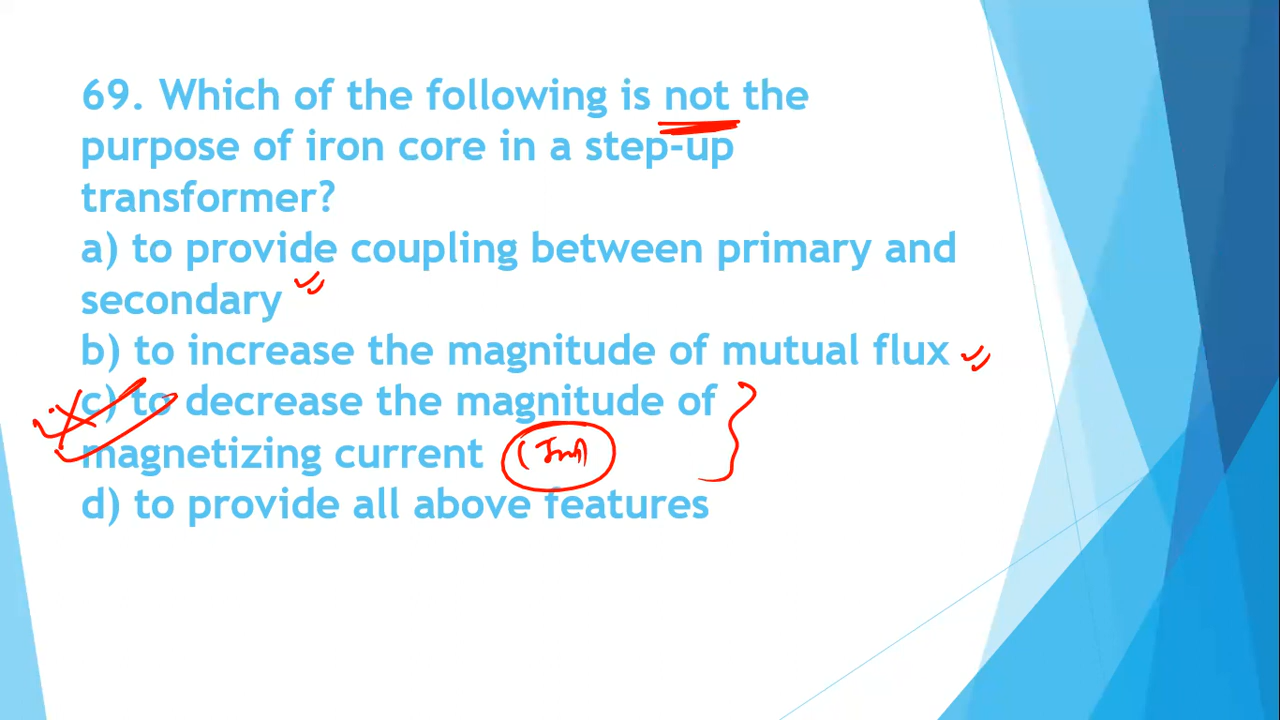 69. Which of the following is not the
purpose of iron core in a step-up
transformer?
a) to provide coupling between primary and
secondary
b) to increase the magnitude of mutual flux
c) to decrease the magnitude of
magnetizing current
d) to provide all above features